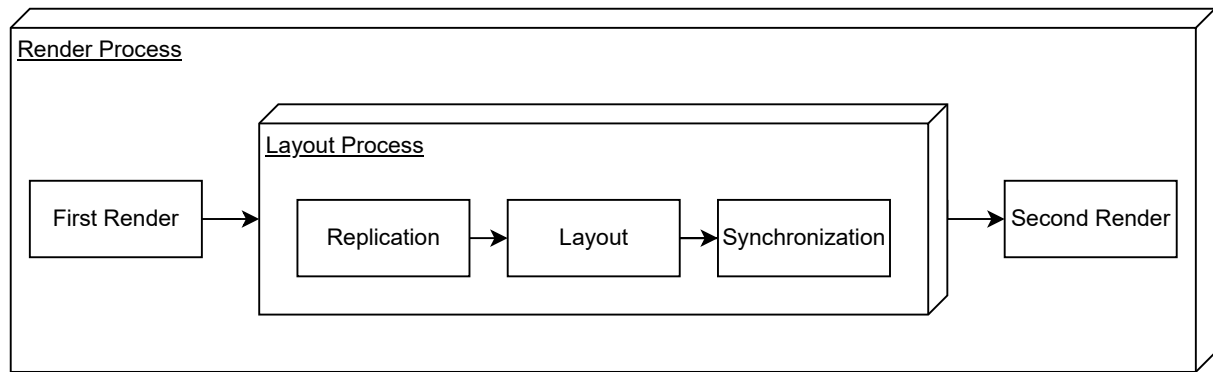 Render Process
Layout Process
First Render
Replication
Layout
Synchronization
Second Render